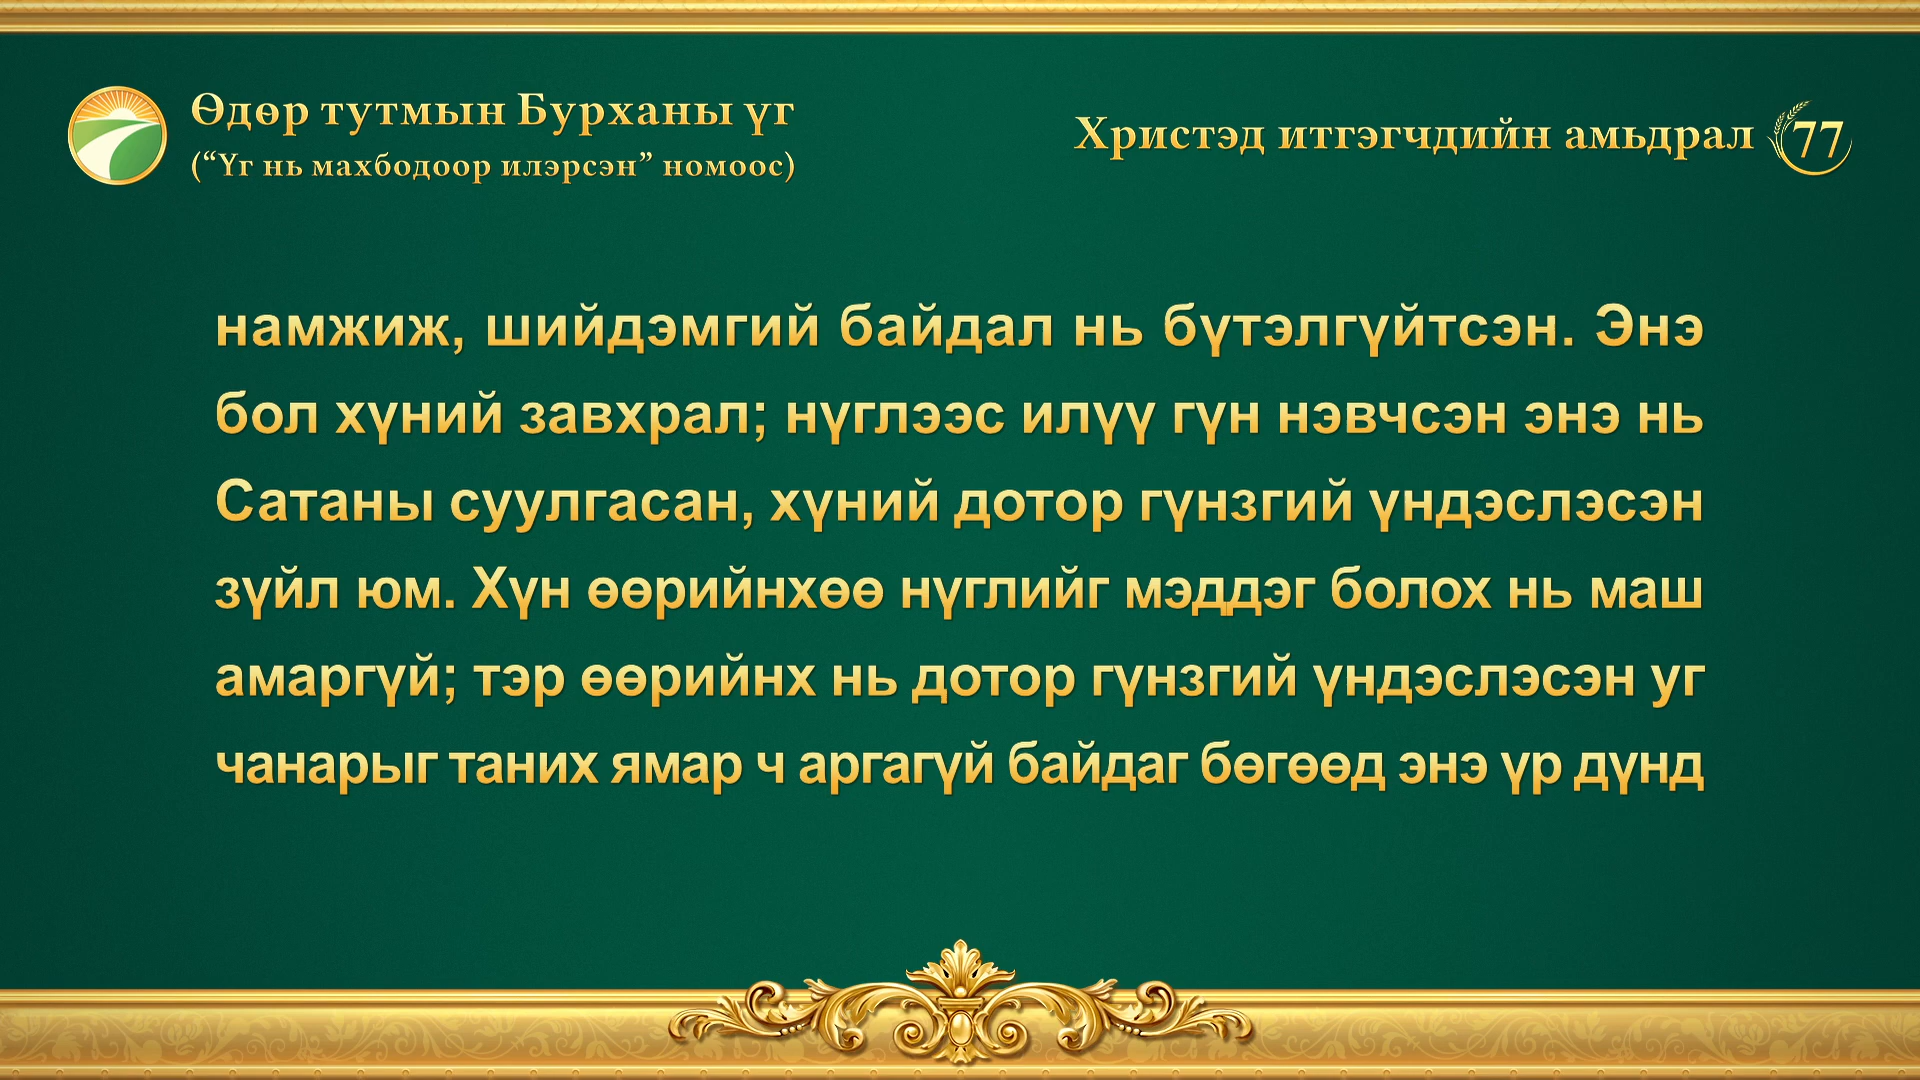 Өдөр тутмын Бурханы үг
(“Үг нь махбодоор илэрсэн” номоос)
Христэд итгэгчдийн амьдрал 77
намжиж, шийдэмгий байдал нь бүтэлгүйтсэн. Энэ
бол хүний завхрал; нүглээс илүү гүн нэвчсэн энэ нь
Сатаны суулгасан, хүний дотор гүнзгий үндэслэсэн
зүйл юм. Хүн өөрийнхөө нүглийг мэддэг болох нь маш
амаргүй; тэр өөрийнх нь дотор гүнзгий үндэслэсэн уг
чанарыг таних ямар ч аргагүй байдаг бөгөөд энэ үр дүнд